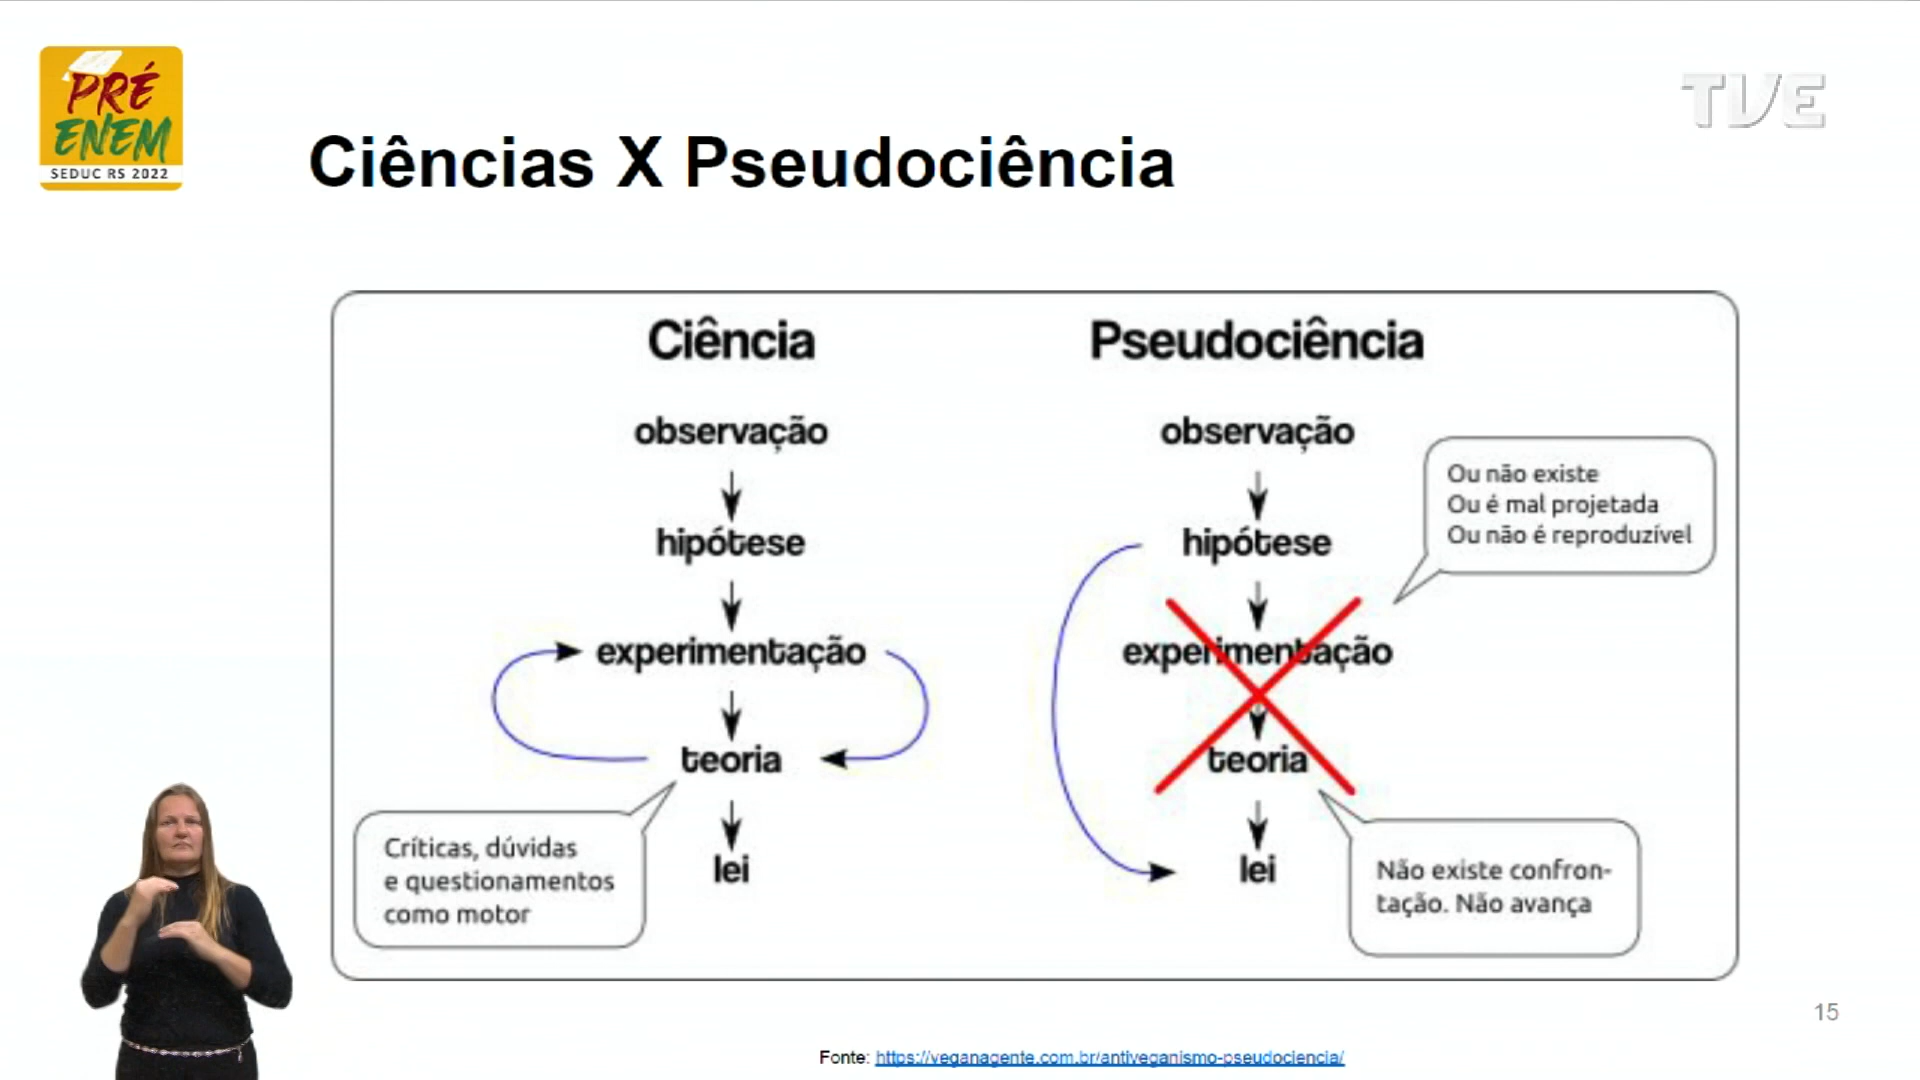 PRÉ
ENEM
SEDUC RS 2022
TVE
Ciências X Pseudociência
Ciência
observação
hipótese
experimentação
teoria
lei
Críticas, dúvidas
e questionamentos
como motor
Pseudociência
observação
hipótese
experimentação
teoria
lei
Ou não existe
Ou é mal projetada
Ou não é reproduzível
Não existe confron-
tação. Não avança
15
Fonte: https://veganagente.com.br/antiveganismo-pseudociencia/